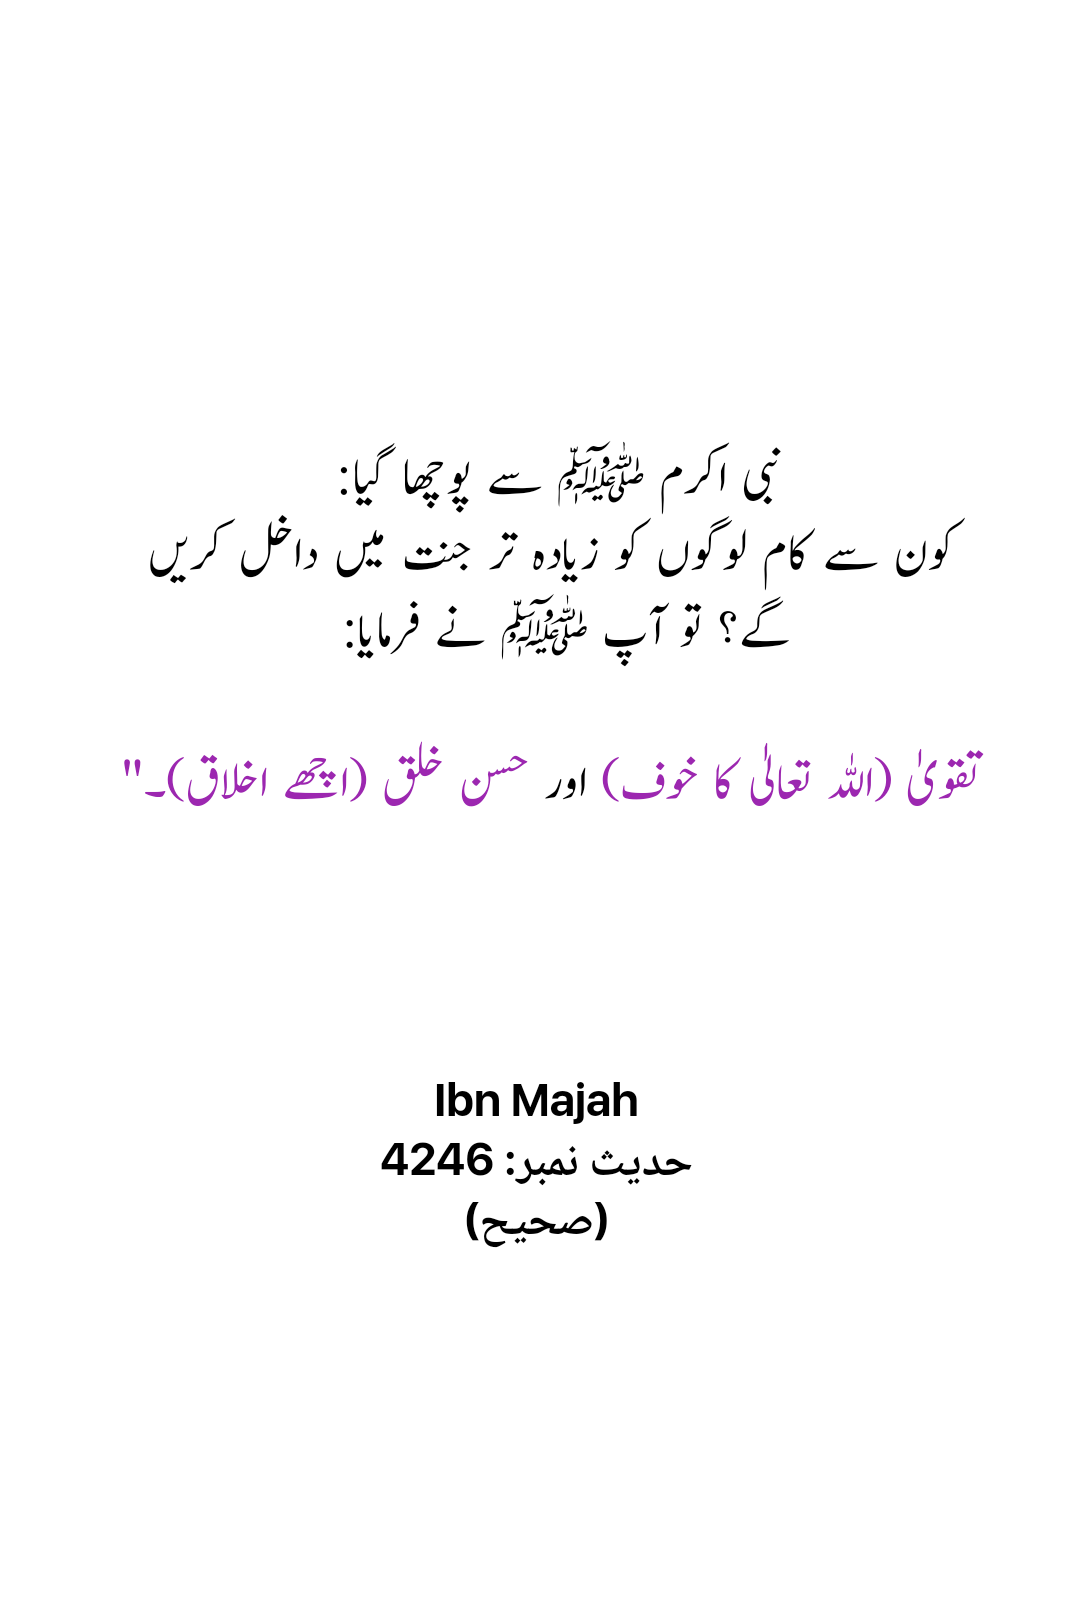 نبی اکرم ﷺ سے پوچھا گیا:
کون سے کام لوگوں کو زیادہ تر جنت میں داخل کریں
گے؟ تو آپ ﷺ نے فرمایا:
تقویٰ (اللہ تعالٰی کا خوف) اور حسن خلق (اچھے اخلاق)۔"
Ibn Majah
حدیث نمبر: 4246
(صحیح)